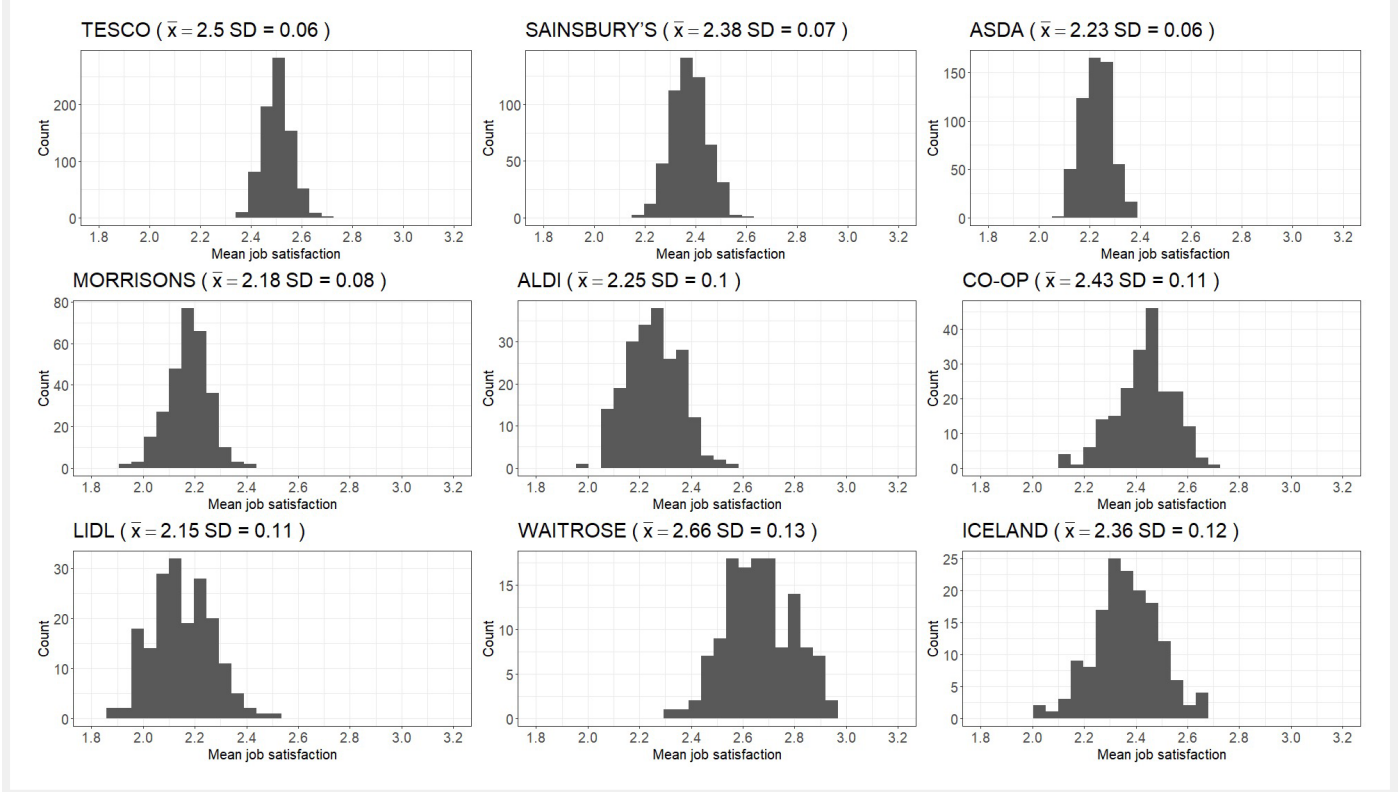 TESCO ( x̅ = 2.5 SD = 0.06 )
SAINSBURY'S ( x̅ = 2.38 SD = 0.07 )
ASDA ( x̅ = 2.23 SD = 0.06 )
Count
200
100
0
1.8 2.0 2.2 2.4 2.6 2.8 3.0 3.2
Mean job satisfaction
Count
100
50
0
1.8 2.0 2.2 2.4 2.6 2.8 3.0 3.2
Mean job satisfaction
Count
150
100
50
0
1.8 2.0 2.2 2.4 2.6 2.8 3.0 3.2
Mean job satisfaction
MORRISONS ( x̅ = 2.18 SD = 0.08 )
ALDI ( x̅ = 2.25 SD = 0.1 )
CO-OP ( x̅ = 2.43 SD = 0.11 )
Count
80
60
40
20
0
1.8 2.0 2.2 2.4 2.6 2.8 3.0 3.2
Mean job satisfaction
Count
30
20
10
0
1.8 2.0 2.2 2.4 2.6 2.8 3.0 3.2
Mean job satisfaction
Count
40
30
20
10
0
1.8 2.0 2.2 2.4 2.6 2.8 3.0 3.2
Mean job satisfaction
LIDL ( x̅ = 2.15 SD = 0.11 )
WAITROSE ( x̅ = 2.66 SD = 0.13 )
ICELAND ( x̅ = 2.36 SD = 0.12 )
Count
30
20
10
0
1.8 2.0 2.2 2.4 2.6 2.8 3.0 3.2
Mean job satisfaction
Count
15
10
5
0
1.8 2.0 2.2 2.4 2.6 2.8 3.0 3.2
Mean job satisfaction
Count
25
20
15
10
5
0
1.8 2.0 2.2 2.4 2.6 2.8 3.0 3.2
Mean job satisfaction